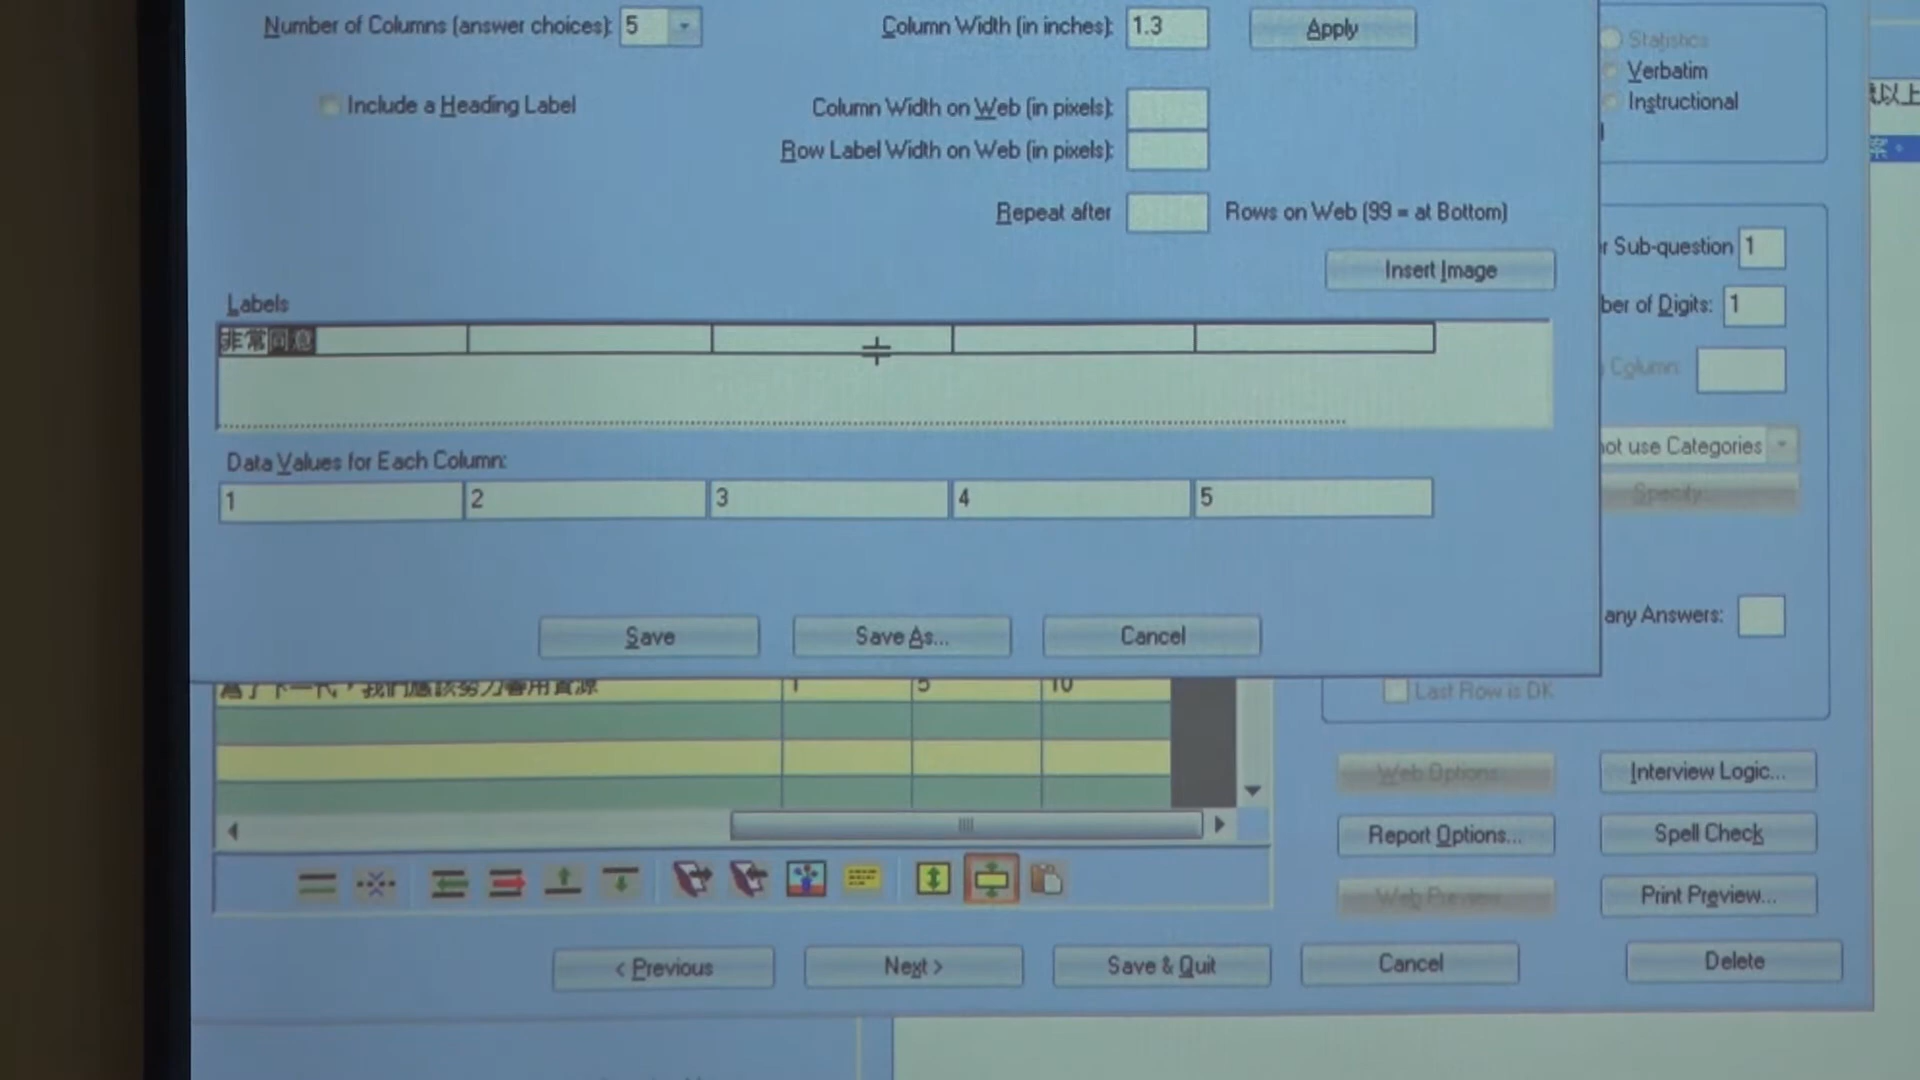 Number of Columns (answer choices): 5
Column Width (in inches): 1.3
Apply
Statistics
Verbatim
以上
Include a Heading Label
Column Width on Web (in pixels):
Instructional
Row Label Width on Web (in pixels):
案。
Repeat after
Rows on Web (99 = at Bottom)
r Sub-question 1
Insert Image
ber of Digits: 1
Labels
非常同意
Column:
not use Categories
Data Values for Each Column:
Specify...
1 2 3 4 5
any Answers:
Save
Save As...
Cancel
為了下一代，我們應該努力善用資源 1 5 10
Last Row is DK
Web Options...
Interview Logic...
Report Options...
Spell Check
Web Preview...
Print Preview...
< Previous
Next >
Save & Quit
Cancel
Delete